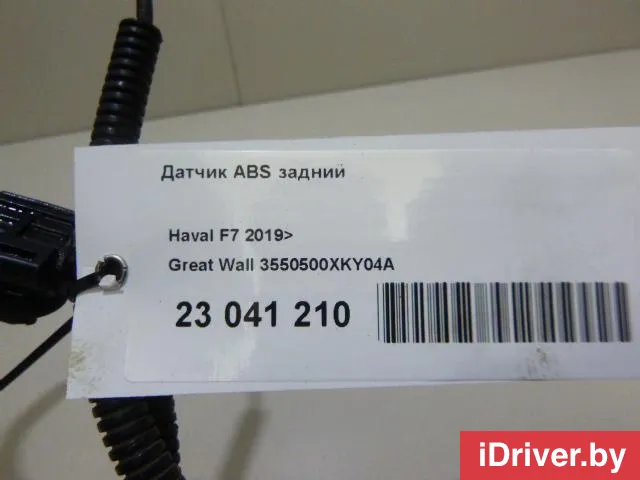 Датчик ABS задний
Haval F7 2019>
Great Wall 3550500XKY04A
23 041 210
iDriver.by